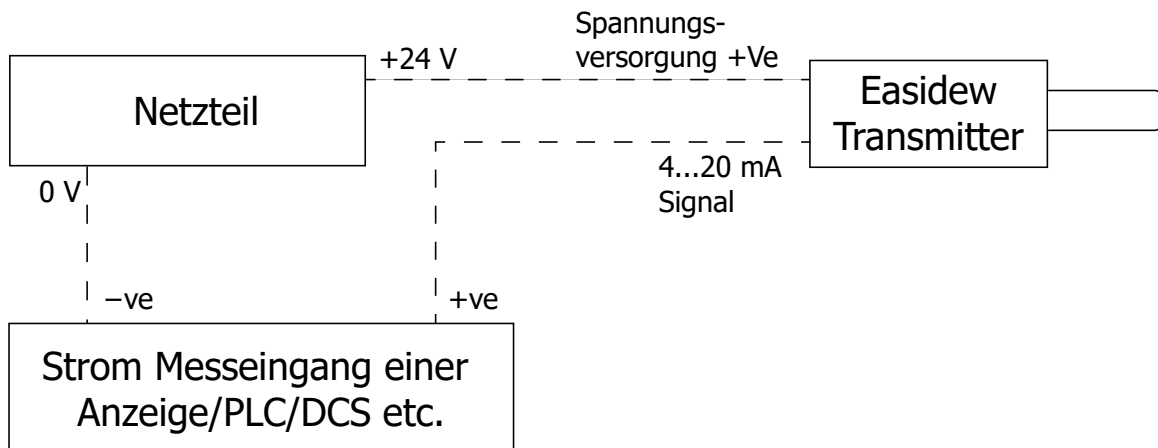 Spannungs-
versorgung +Ve
+24 V
Netzteil
Easidew
Transmitter
4...20 mA
Signal
0 V
−ve
+ve
Strom Messeingang einer
Anzeige/PLC/DCS etc.